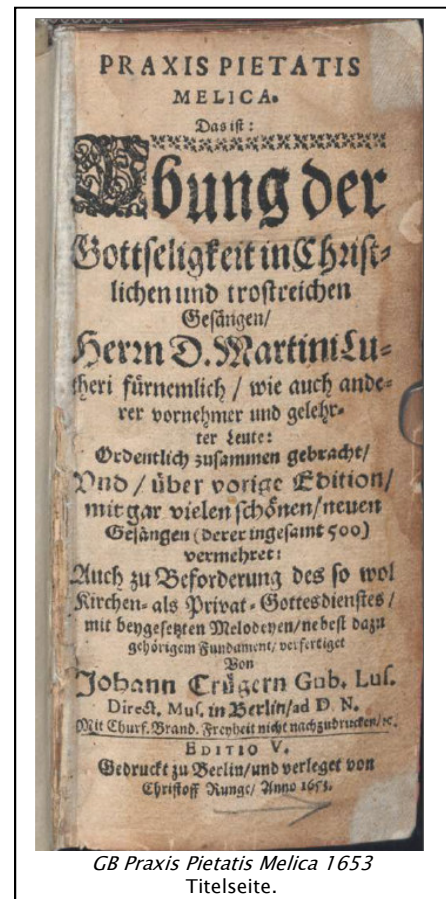 PRAXIS PIETATIS
MELICA.
Das ist:
Ubung der
Gottseligkeit in Christ-
lichen und trostreichen
Gesängen/
Herrn D. Martini Lu-
theri fürnemlich / wie auch ande-
rer vornehmer und gelehr-
ter Leute:
Ordentlich zusammen gebracht/
Vnd / über vorige Edition/
mit gar vielen schönen/neuen
Gesängen (derer ingesamt 500)
vermehret:
Auch zu Beforderung des so wol
Kirchen- als Privat-Gottesdienstes/
mit beygesetzten Melodeyen/nebest dazu
gehörigem Fundament/verfertiget
Von
Johann Crügern Gub. Lus.
Direct. Mus. in Berlin/ad D. N.
Mit Churf. Brand. Freyheit nicht nachzudrucken/ꝛc.
EDITIO V.
Gedruckt zu Berlin/und verleget von
Christoff Runge/ Anno 1653.
GB Praxis Pietatis Melica 1653
Titelseite.